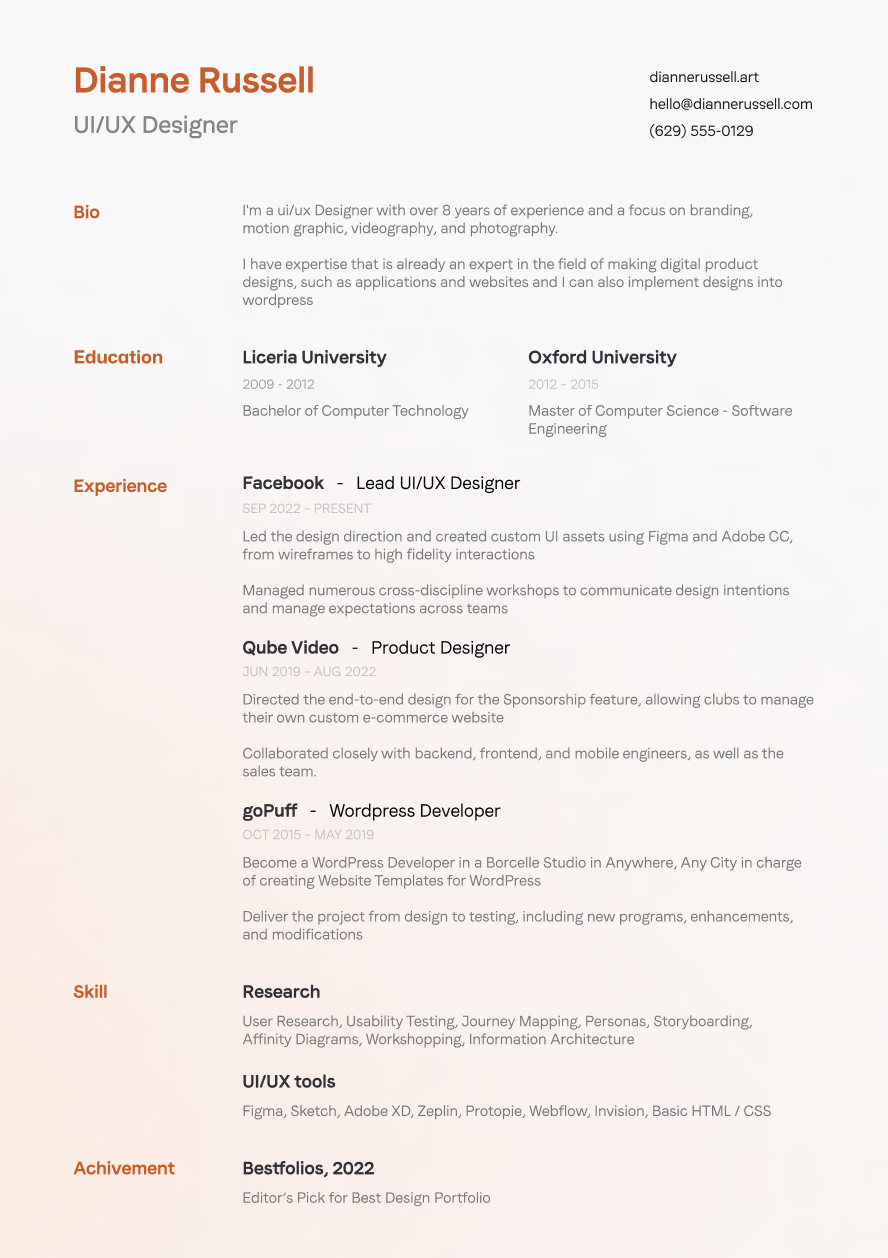 Dianne Russell
UI/UX Designer
diannerussell.art
hello@diannerussell.com
(629) 555-0129
Bio
I'm a ui/ux Designer with over 8 years of experience and a focus on branding,
motion graphic, videography, and photography.
I have expertise that is already an expert in the field of making digital product
designs, such as applications and websites and I can also implement designs into
wordpress
Education
Liceria University
2009 - 2012
Bachelor of Computer Technology
Oxford University
2012 – 2015
Master of Computer Science - Software
Engineering
Experience
Facebook - Lead UI/UX Designer
SEP 2022 – PRESENT
Led the design direction and created custom UI assets using Figma and Adobe CC,
from wireframes to high fidelity interactions
Managed numerous cross-discipline workshops to communicate design intentions
and manage expectations across teams
Qube Video - Product Designer
JUN 2019 – AUG 2022
Directed the end-to-end design for the Sponsorship feature, allowing clubs to manage
their own custom e-commerce website
Collaborated closely with backend, frontend, and mobile engineers, as well as the
sales team.
goPuff - Wordpress Developer
OCT 2015 – MAY 2019
Become a WordPress Developer in a Borcelle Studio in Anywhere, Any City in charge
of creating Website Templates for WordPress
Deliver the project from design to testing, including new programs, enhancements,
and modifications
Skill
Research
User Research, Usability Testing, Journey Mapping, Personas, Storyboarding,
Affinity Diagrams, Workshopping, Information Architecture
UI/UX tools
Figma, Sketch, Adobe XD, Zeplin, Protopie, Webflow, Invision, Basic HTML / CSS
Achivement
Bestfolios, 2022
Editor’s Pick for Best Design Portfolio